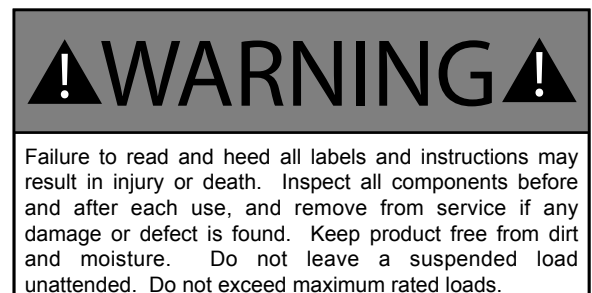 WARNING
Failure to read and heed all labels and instructions may
result in injury or death. Inspect all components before
and after each use, and remove from service if any
damage or defect is found. Keep product free from dirt
and moisture. Do not leave a suspended load
unattended. Do not exceed maximum rated loads.